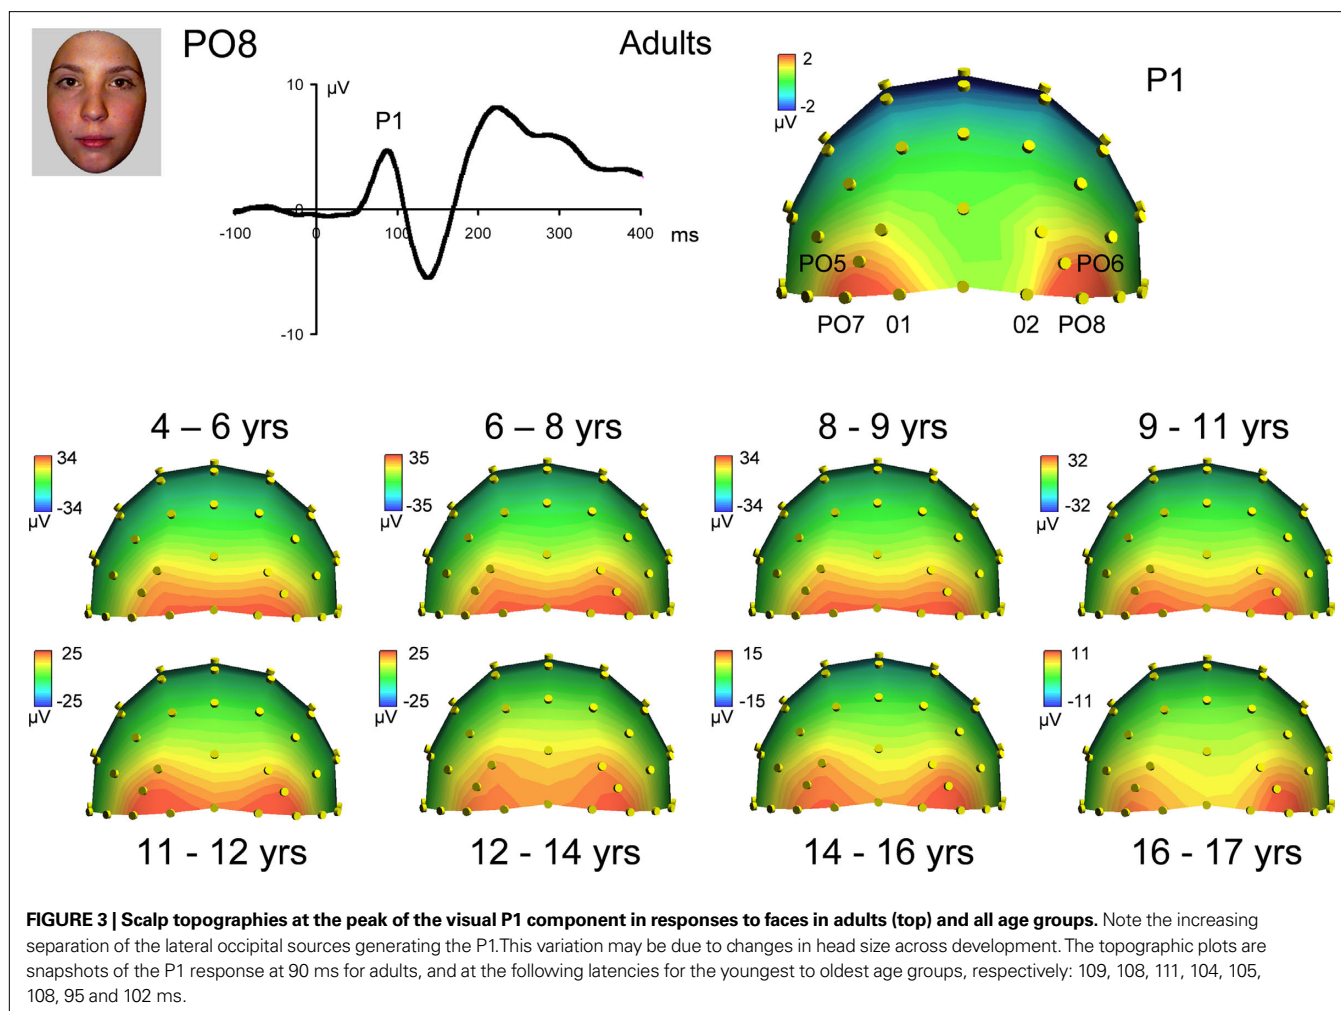 PO8
Adults
10
µV
P1
0
-100
0
100
200
300
400
ms
-10
2
-2
µV
P1
PO5
PO6
PO7
01
02
PO8
4 – 6 yrs
6 – 8 yrs
8 - 9 yrs
9 - 11 yrs
34
-34
µV
35
-35
µV
34
-34
µV
32
-32
µV
25
-25
µV
25
-25
µV
15
-15
µV
11
-11
µV
11 - 12 yrs
12 - 14 yrs
14 - 16 yrs
16 - 17 yrs
FIGURE 3 | Scalp topographies at the peak of the visual P1 component in responses to faces in adults (top) and all age groups. Note the increasing
separation of the lateral occipital sources generating the P1.This variation may be due to changes in head size across development. The topographic plots are
snapshots of the P1 response at 90 ms for adults, and at the following latencies for the youngest to oldest age groups, respectively: 109, 108, 111, 104, 105,
108, 95 and 102 ms.